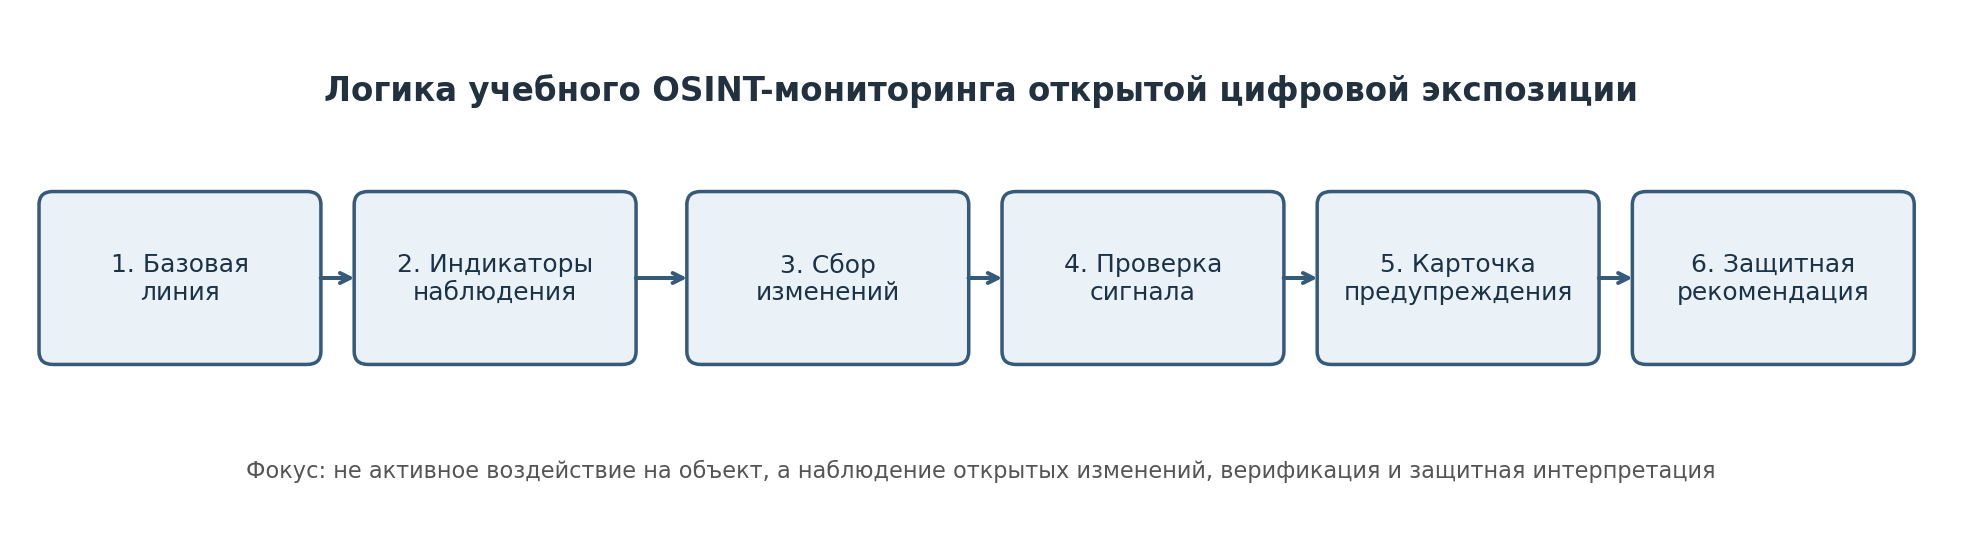 Логика учебного OSINT-мониторинга открытой цифровой экспозиции
1. Базовая
линия
2. Индикаторы
наблюдения
3. Сбор
изменений
4. Проверка
сигнала
5. Карточка
предупреждения
6. Защитная
рекомендация
Фокус: не активное воздействие на объект, а наблюдение открытых изменений, верификация и защитная интерпретация